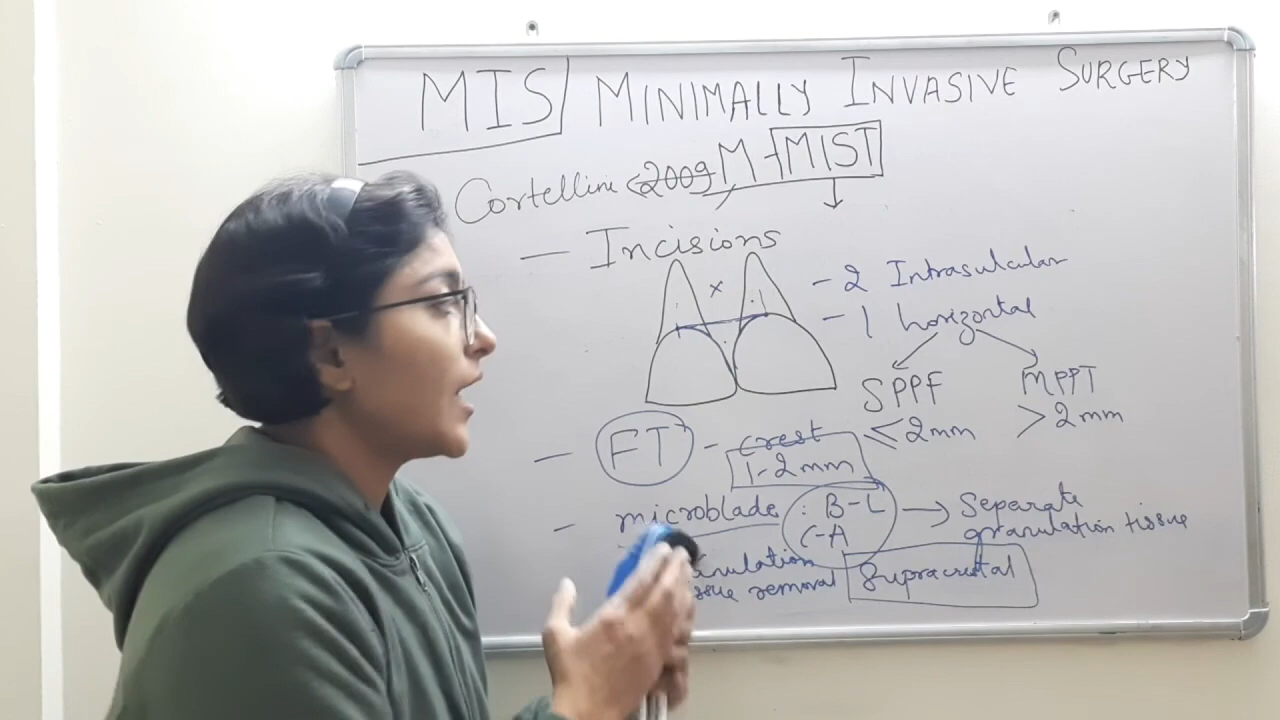 MIS MINIMALLY INVASIVE SURGERY
Cortellini 2009 M-MIST
— Incisions
x
- 2 Intrasulcular
- 1 horizontal
SPPF MPPT
≤2mm >2mm
— FT - crest
1-2mm
— microblade : B-L → Separate
C-A granulation tissue
removal Supracrestal